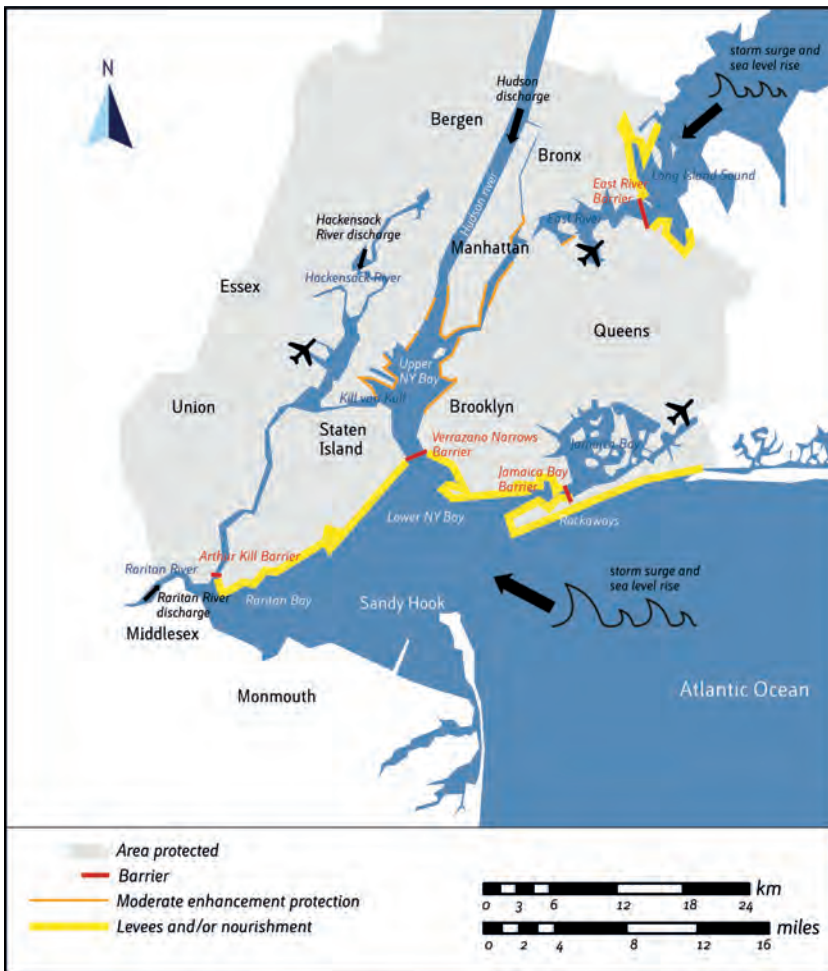 N
storm surge and
sea level rise
Hudson
discharge
Bergen
Bronx
Long Island Sound
East River
Barrier
East River
Hudson river
Hackensack
River discharge
Manhattan
Hackensack River
Essex
Queens
Upper
NY Bay
Kill van Kull
Union
Brooklyn
Staten
Island
Verrazano Narrows
Barrier
Jamaica Bay
Jamaica Bay
Barrier
Lower NY Bay
Rockaways
Arthur Kill Barrier
Raritan River
Raritan River
discharge
Raritan Bay
storm surge and
sea level rise
Sandy Hook
Middlesex
Monmouth
Atlantic Ocean
Area protected
Barrier
Moderate enhancement protection
Levees and/or nourishment
0 3 6 12 18 24 km
0 2 4 8 12 16 miles